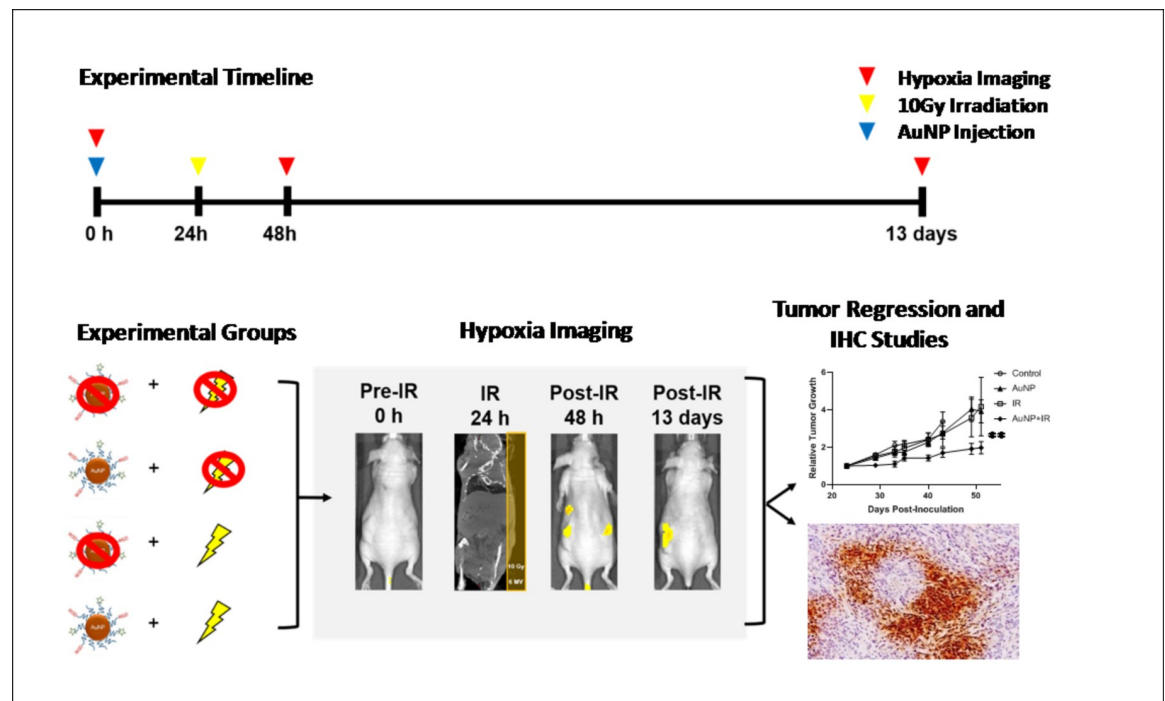 Experimental Timeline
Hypoxia Imaging
10Gy Irradiation
AuNP Injection
0 h
24h
48h
13 days
Experimental Groups
+
AuNP
+
+
AuNP
+
Hypoxia Imaging
Pre-IR
0 h
IR
24 h
Post-IR
48 h
Post-IR
13 days
10 Gy
6 MV
Tumor Regression and
IHC Studies
Relative Tumor Growth
6
4
2
0
20
30
40
50
Days Post-Inoculation
Control
AuNP
IR
AuNP+IR
**